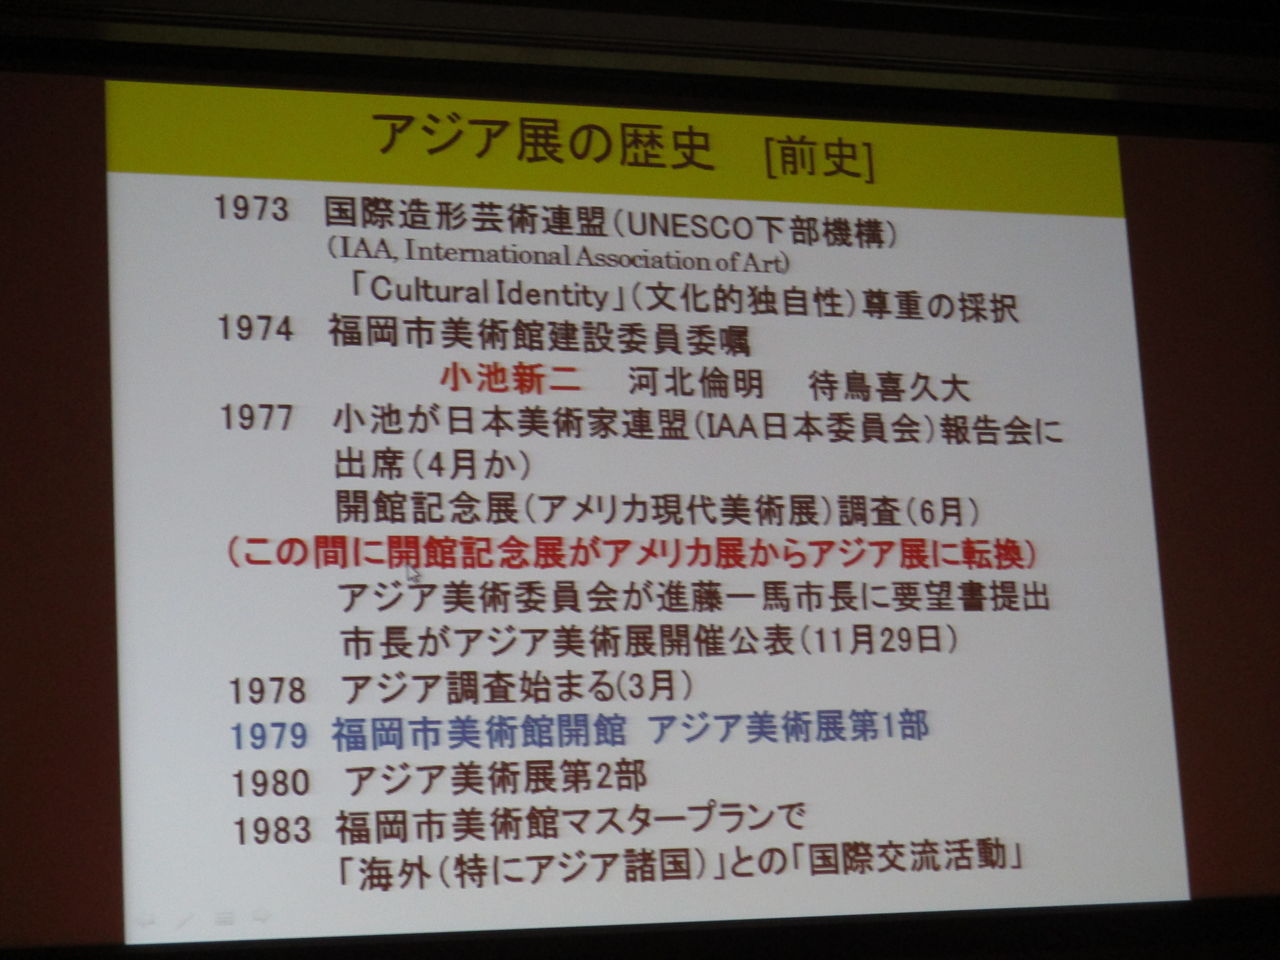 アジア展の歴史　[前史]
1973 国際造形芸術連盟(UNESCO下部機構)
(IAA, International Association of Art)
「Cultural Identity」(文化的独自性)尊重の採択
1974 福岡市美術館建設委員委嘱
小池新二　河北倫明　待鳥喜久大
1977 小池が日本美術家連盟(IAA日本委員会)報告会に
出席(4月か)
開館記念展(アメリカ現代美術展)調査(6月)
(この間に開館記念展がアメリカ展からアジア展に転換)
アジア美術委員会が進藤一馬市長に要望書提出
市長がアジア美術展開催公表(11月29日)
1978 アジア調査始まる(3月)
1979 福岡市美術館開館 アジア美術展第1部
1980 アジア美術展第2部
1983 福岡市美術館マスタープランで
「海外(特にアジア諸国)」との「国際交流活動」